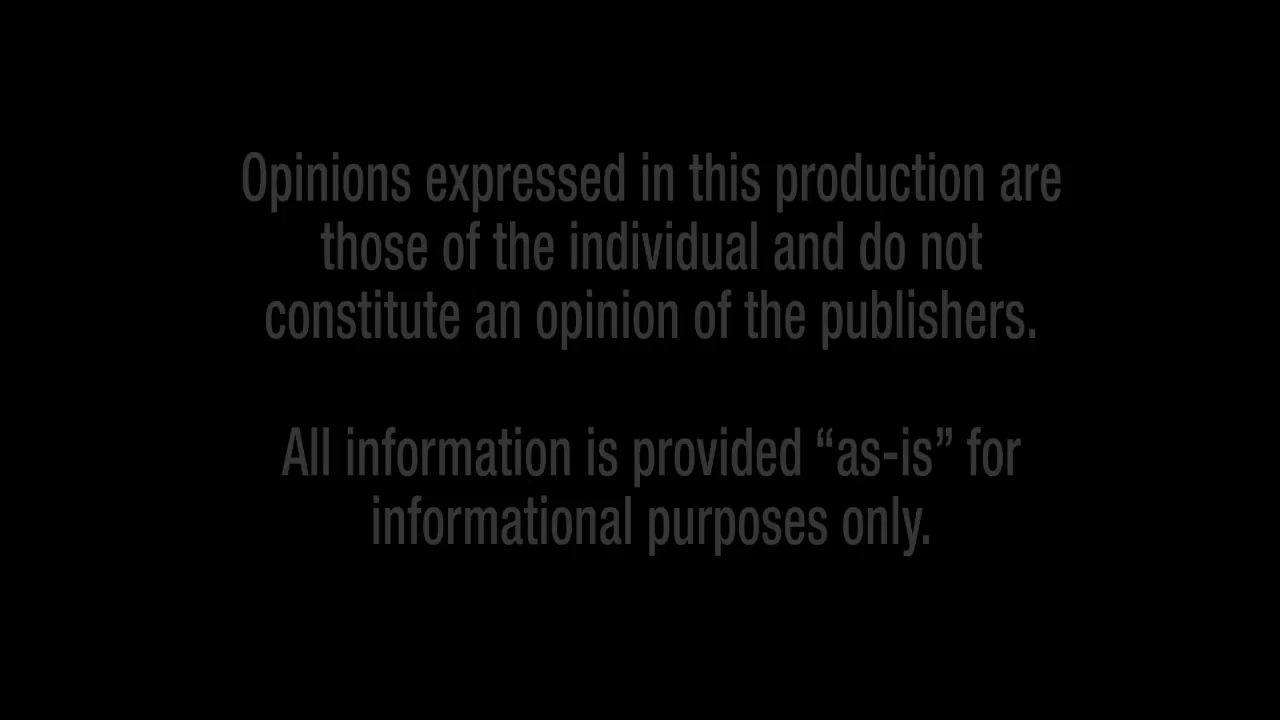 Opinions expressed in this production are
those of the individual and do not
constitute an opinion of the publishers.
All information is provided “as-is” for
informational purposes only.